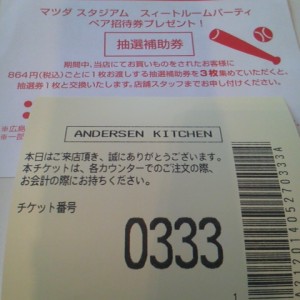 マツダ スタジアム スィートルームパーティ
ペア招待券プレゼント！
抽選補助券
期間中、当店にてお買いものをされたお客様に
864円(税込)ごとに1枚お渡しする抽選補助券を3枚集めていただくと、
抽選券1枚と交換いたします。店舗スタッフまでお申し付けください。
※広島
※一部
ANDERSEN KITCHEN
本日はご来店頂き、誠にありがとうございます。
本チケットは、各カウンターでのご注文の際、
お会計の際にお持ちください。
チケット番号
0333